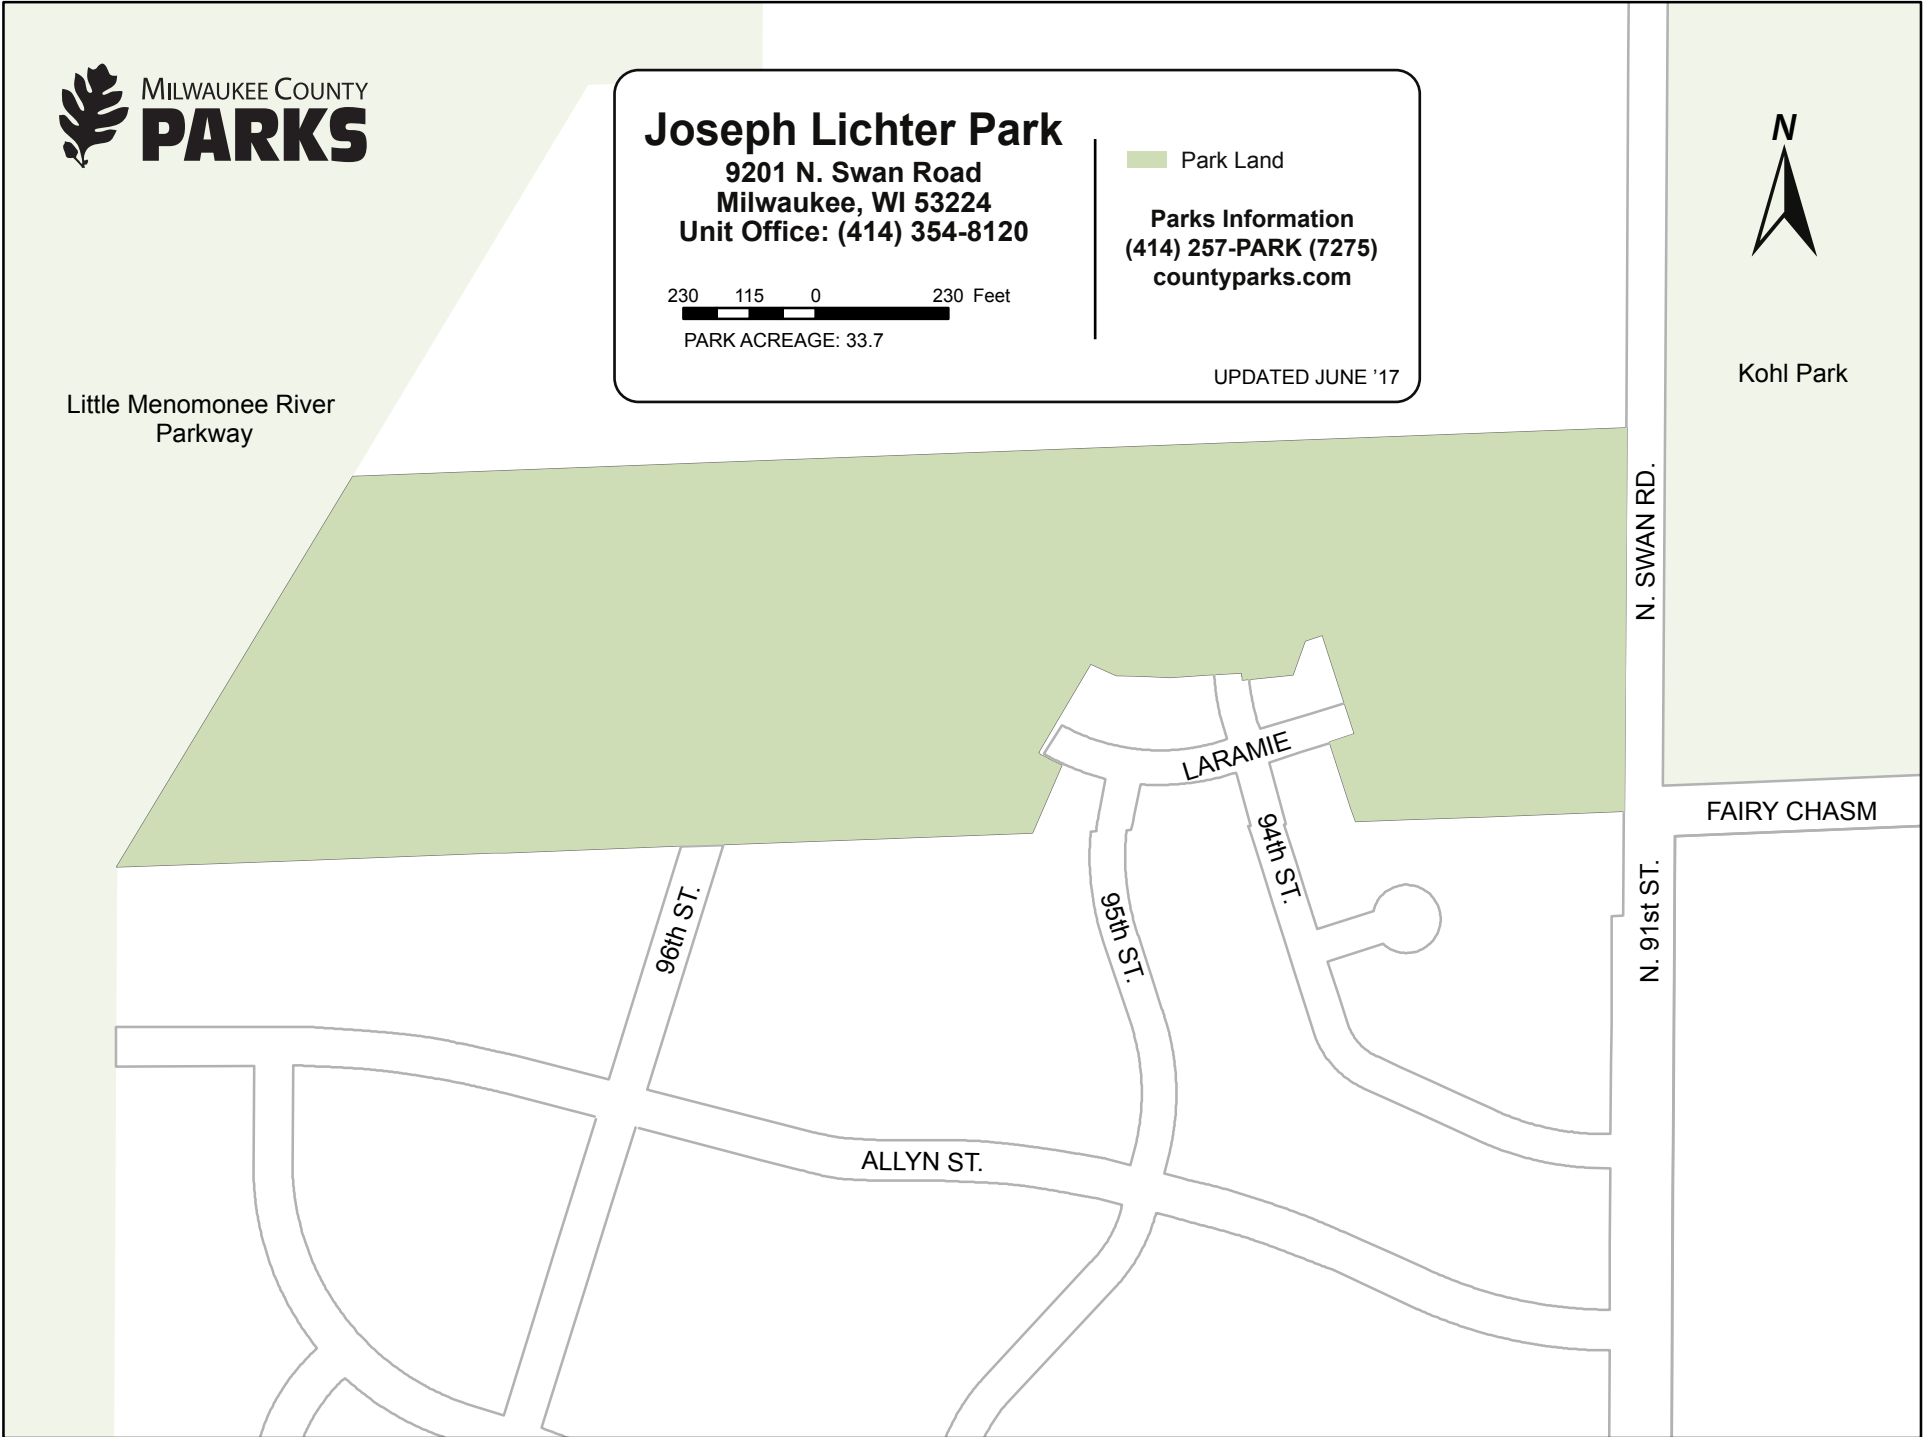 MILWAUKEE COUNTY
PARKS
Joseph Lichter Park
9201 N. Swan Road
Milwaukee, WI 53224
Unit Office: (414) 354-8120
230 115 0 230 Feet
PARK ACREAGE: 33.7
Park Land
Parks Information
(414) 257-PARK (7275)
countyparks.com
UPDATED JUNE ’17
N
Kohl Park
Little Menomonee River
Parkway
N. SWAN RD.
LARAMIE
FAIRY CHASM
94th ST.
96th ST.
95th ST.
N. 91st ST.
ALLYN ST.